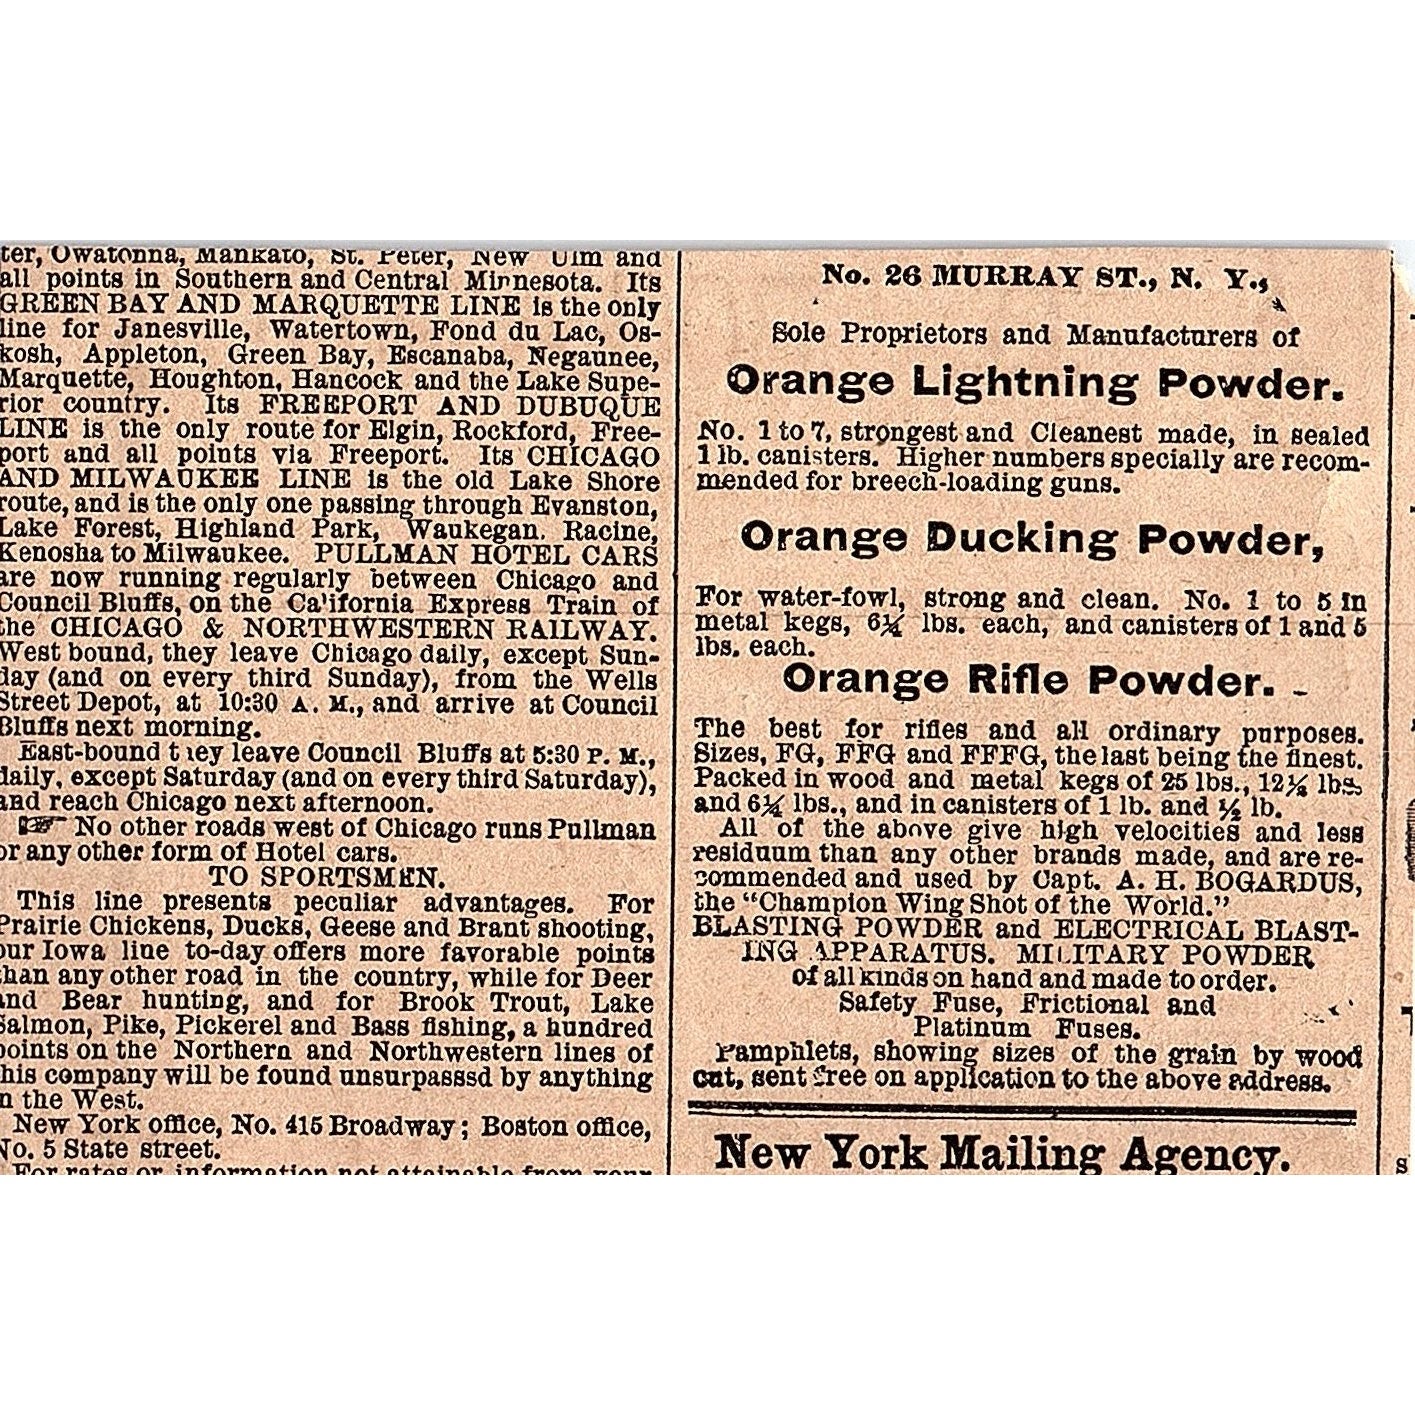 ter, Owatonna, Mankato, St. Peter, New Ulm and
all points in Southern and Central Minnesota. Its
GREEN BAY AND MARQUETTE LINE is the only
line for Janesville, Watertown, Fond du Lac, Os-
kosh, Appleton, Green Bay, Escanaba, Negaunee,
Marquette, Houghton, Hancock and the Lake Supe-
rior country. Its FREEPORT AND DUBUQUE
LINE is the only route for Elgin, Rockford, Free-
port and all points via Freeport. Its CHICAGO
AND MILWAUKEE LINE is the old Lake Shore
route, and is the only one passing through Evanston,
Lake Forest, Highland Park, Waukegan, Racine,
Kenosha to Milwaukee. PULLMAN HOTEL CARS
are now running regularly between Chicago and
Council Bluffs, on the Ca'ifornia Express Train of
the CHICAGO & NORTHWESTERN RAILWAY.
West bound, they leave Chicago daily, except Sun-
day (and on every third Sunday), from the Wells
Street Depot, at 10:30 A. M., and arrive at Council
Bluffs next morning.
East-bound t ey leave Council Bluffs at 5:30 P. M.,
daily, except Saturday (and on every third Saturday),
and reach Chicago next afternoon.
☞ No other roads west of Chicago runs Pullman
or any other form of Hotel cars.
TO SPORTSMEN.
This line presents peculiar advantages. For
Prairie Chickens, Ducks, Geese and Brant shooting,
our Iowa line to-day offers more favorable points
than any other road in the country, while for Deer
and Bear hunting, and for Brook Trout, Lake
Salmon, Pike, Pickerel and Bass fishing, a hundred
points on the Northern and Northwestern lines of
this company will be found unsurpasssd by anything
in the West.
New York office, No. 415 Broadway; Boston office,
No. 5 State street.
For rates or information not attainable from your
No. 26 MURRAY ST., N. Y.,
Sole Proprietors and Manufacturers of
Orange Lightning Powder.
No. 1 to 7, strongest and Cleanest made, in sealed
1 lb. canisters. Higher numbers specially are recom-
mended for breech-loading guns.
Orange Ducking Powder,
For water-fowl, strong and clean. No. 1 to 5 in
metal kegs, 6¼ lbs. each, and canisters of 1 and 5
lbs. each.
Orange Rifle Powder.
The best for rifles and all ordinary purposes.
Sizes, FG, FFG and FFFG, the last being the finest.
Packed in wood and metal kegs of 25 lbs., 12½ lbs.
and 6¼ lbs., and in canisters of 1 lb. and ½ lb.
All of the above give high velocities and less
residuum than any other brands made, and are re-
commended and used by Capt. A. H. BOGARDUS,
the "Champion Wing Shot of the World."
BLASTING POWDER and ELECTRICAL BLAST-
ING APPARATUS. MILITARY POWDER
of all kinds on hand and made to order.
Safety Fuse, Frictional and
Platinum Fuses.
Pamphlets, showing sizes of the grain by wood
cut, sent free on application to the above address.
New York Mailing Agency.